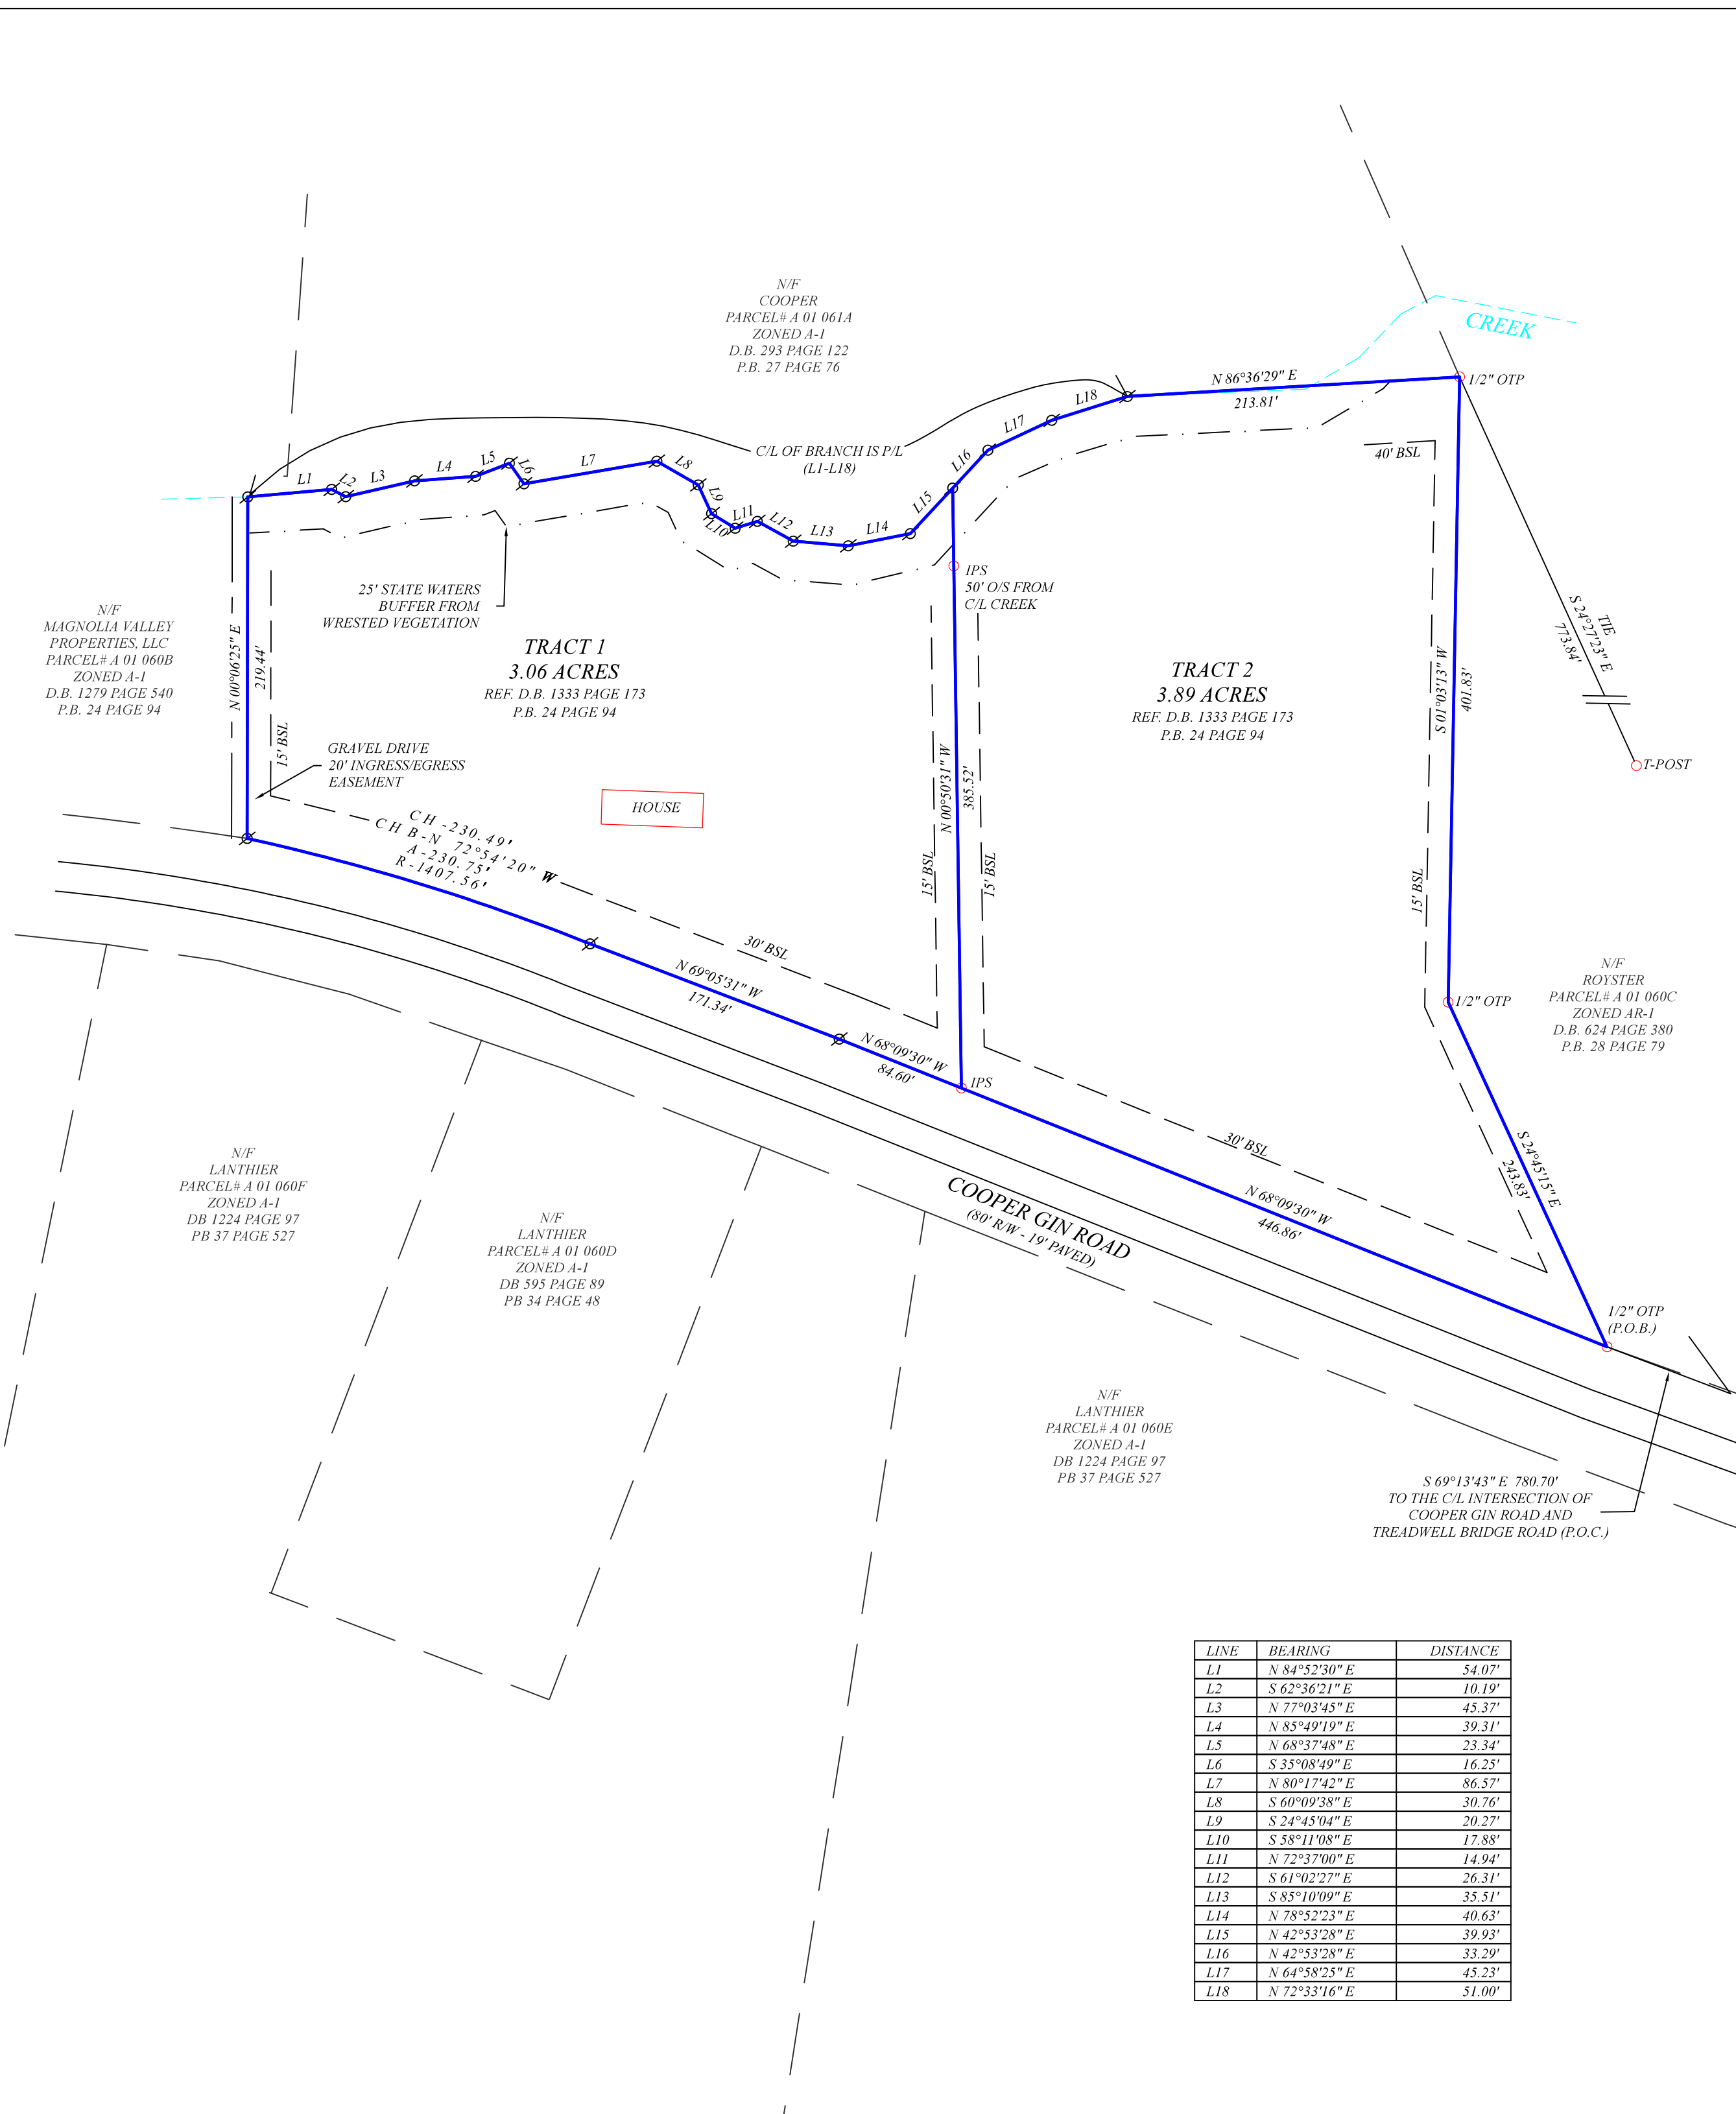 N/F
COOPER
PARCEL# A 01 061A
ZONED A-1
D.B. 293 PAGE 122
P.B. 27 PAGE 76
CREEK
N 86°36'29" E
213.81'
1/2" OTP
L1
L2
L3
L4
L5
L6
L7
L8
L9
L10
L11
L12
L13
L14
L15
L16
L17
L18
C/L OF BRANCH IS P/L
(L1-L18)
40' BSL
IPS
50' O/S FROM
C/L CREEK
25' STATE WATERS
BUFFER FROM
WRESTED VEGETATION
N/F
MAGNOLIA VALLEY
PROPERTIES, LLC
PARCEL# A 01 060B
ZONED A-1
D.B. 1279 PAGE 540
P.B. 24 PAGE 94
N 00°06'25" E
219.44'
15' BSL
TRACT 1
3.06 ACRES
REF. D.B. 1333 PAGE 173
P.B. 24 PAGE 94
TRACT 2
3.89 ACRES
REF. D.B. 1333 PAGE 173
P.B. 24 PAGE 94
TIE
S 24°27'23" E
773.84'
T-POST
S 01°03'13" W
401.83'
15' BSL
N 00°50'31" W
385.52'
15' BSL
15' BSL
GRAVEL DRIVE
20' INGRESS/EGRESS
EASEMENT
HOUSE
CH-230.49'
CH B-N 72°54'20" W
A-230.75'
R-1407.56'
30' BSL
N 69°05'31" W
171.34'
N 68°09'30" W
84.60'
IPS
1/2" OTP
N/F
ROYSTER
PARCEL# A 01 060C
ZONED AR-1
D.B. 624 PAGE 380
P.B. 28 PAGE 79
S 24°45'15" E
243.83'
30' BSL
N 68°09'30" W
446.86'
COOPER GIN ROAD
(80' R/W - 19' PAVED)
1/2" OTP
(P.O.B.)
N/F
LANTHIER
PARCEL# A 01 060F
ZONED A-1
DB 1224 PAGE 97
PB 37 PAGE 527
N/F
LANTHIER
PARCEL# A 01 060D
ZONED A-1
DB 595 PAGE 89
PB 34 PAGE 48
N/F
LANTHIER
PARCEL# A 01 060E
ZONED A-1
DB 1224 PAGE 97
PB 37 PAGE 527
S 69°13'43" E 780.70'
TO THE C/L INTERSECTION OF
COOPER GIN ROAD AND
TREADWELL BRIDGE ROAD (P.O.C.)
LINE BEARING DISTANCE
L1 N 84°52'30" E 54.07'
L2 S 62°36'21" E 10.19'
L3 N 77°03'45" E 45.37'
L4 N 85°49'19" E 39.31'
L5 N 68°37'48" E 23.34'
L6 S 35°08'49" E 16.25'
L7 N 80°17'42" E 86.57'
L8 S 60°09'38" E 30.76'
L9 S 24°45'04" E 20.27'
L10 S 58°11'08" E 17.88'
L11 N 72°37'00" E 14.94'
L12 S 61°02'27" E 26.31'
L13 S 85°10'09" E 35.51'
L14 N 78°52'23" E 40.63'
L15 N 42°53'28" E 39.93'
L16 N 42°53'28" E 33.29'
L17 N 64°58'25" E 45.23'
L18 N 72°33'16" E 51.00'